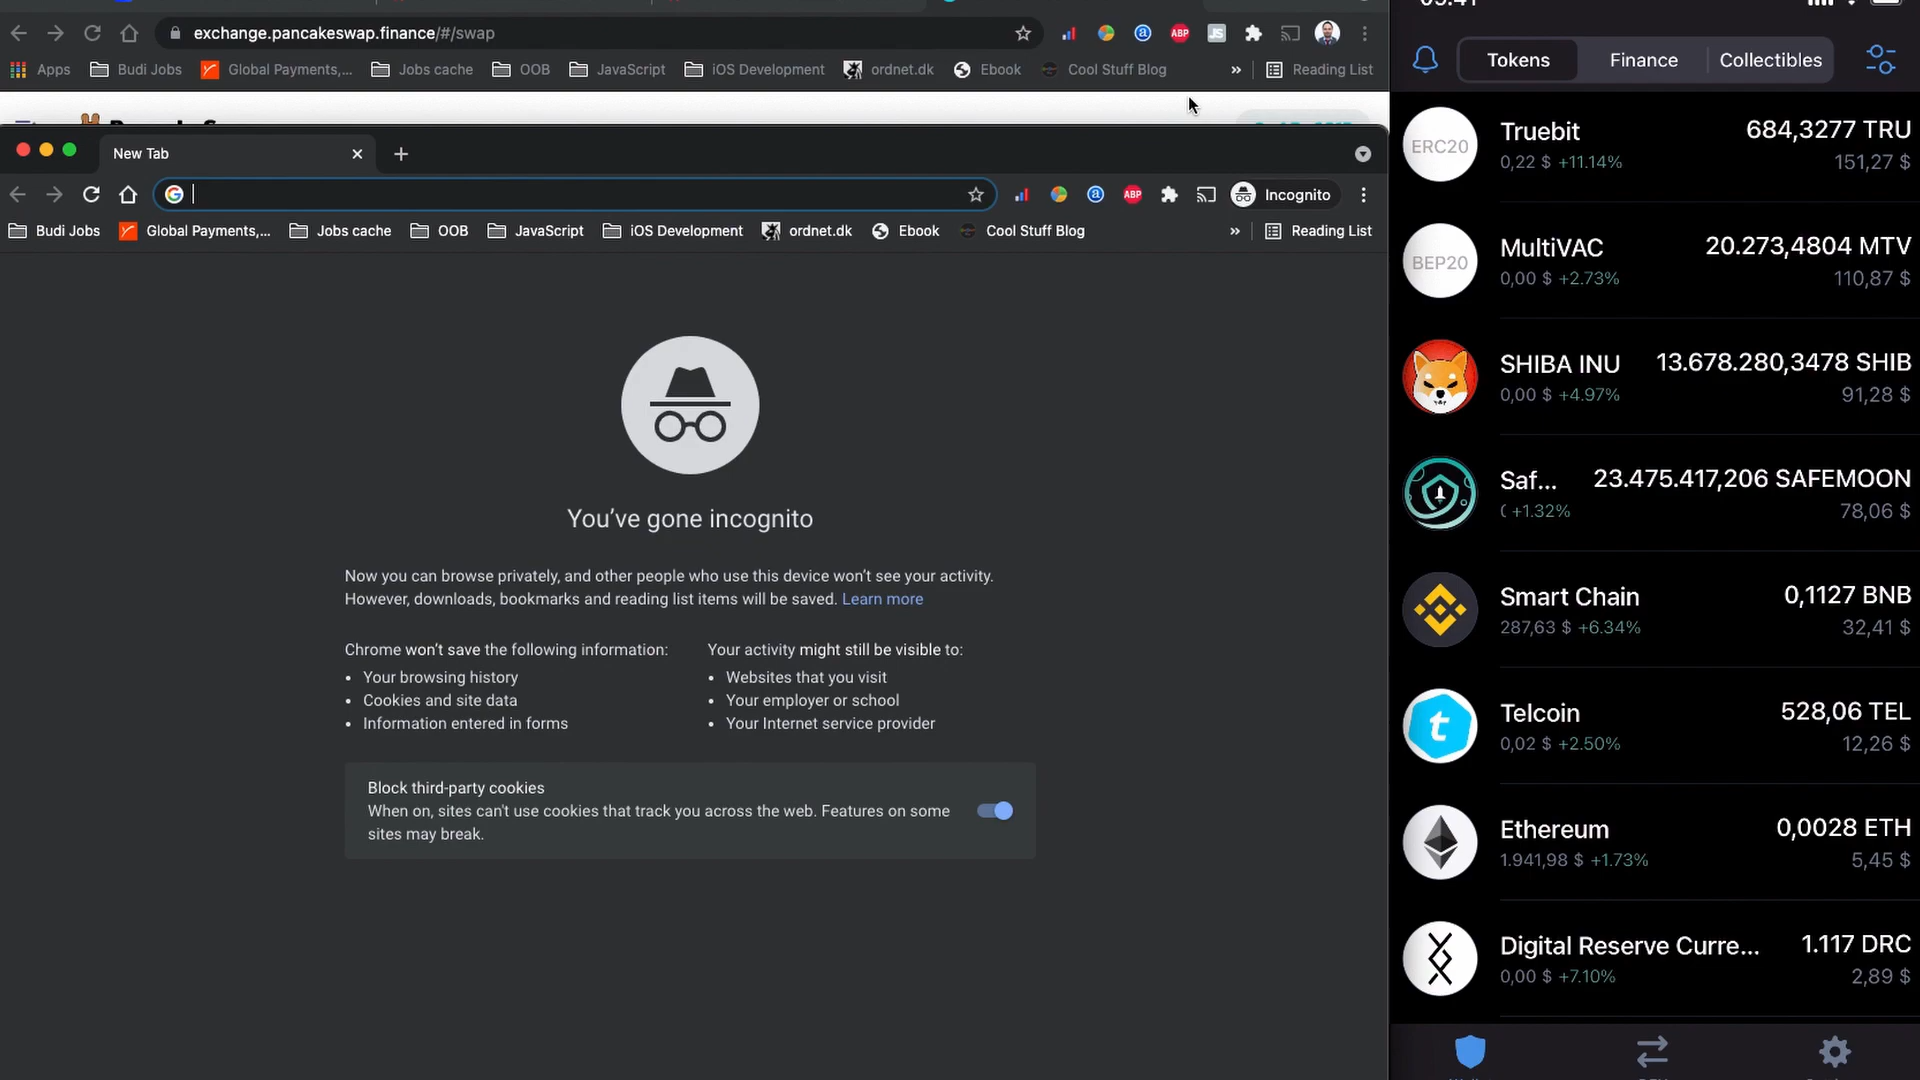 exchange.pancakeswap.finance/#/swap
Apps Budi Jobs Global Payments,... Jobs cache OOB JavaScript iOS Development ordnet.dk Ebook Cool Stuff Blog » Reading List
New Tab
Incognito
Budi Jobs Global Payments,... Jobs cache OOB JavaScript iOS Development ordnet.dk Ebook Cool Stuff Blog » Reading List
You've gone incognito
Now you can browse privately, and other people who use this device won't see your activity.
However, downloads, bookmarks and reading list items will be saved. Learn more
Chrome won't save the following information:
• Your browsing history
• Cookies and site data
• Information entered in forms
Your activity might still be visible to:
• Websites that you visit
• Your employer or school
• Your Internet service provider
Block third-party cookies
When on, sites can't use cookies that track you across the web. Features on some
sites may break.
Tokens Finance Collectibles
ERC20 Truebit 684,3277 TRU
0,22 $ +11.14% 151,27 $
BEP20 MultiVAC 20.273,4804 MTV
0,00 $ +2.73% 110,87 $
SHIBA INU 13.678.280,3478 SHIB
0,00 $ +4.97% 91,28 $
Saf... 23.475.417,206 SAFEMOON
+1.32% 78,06 $
Smart Chain 0,1127 BNB
287,63 $ +6.34% 32,41 $
Telcoin 528,06 TEL
0,02 $ +2.50% 12,26 $
Ethereum 0,0028 ETH
1.941,98 $ +1.73% 5,45 $
Digital Reserve Curre... 1.117 DRC
0,00 $ +7.10% 2,89 $